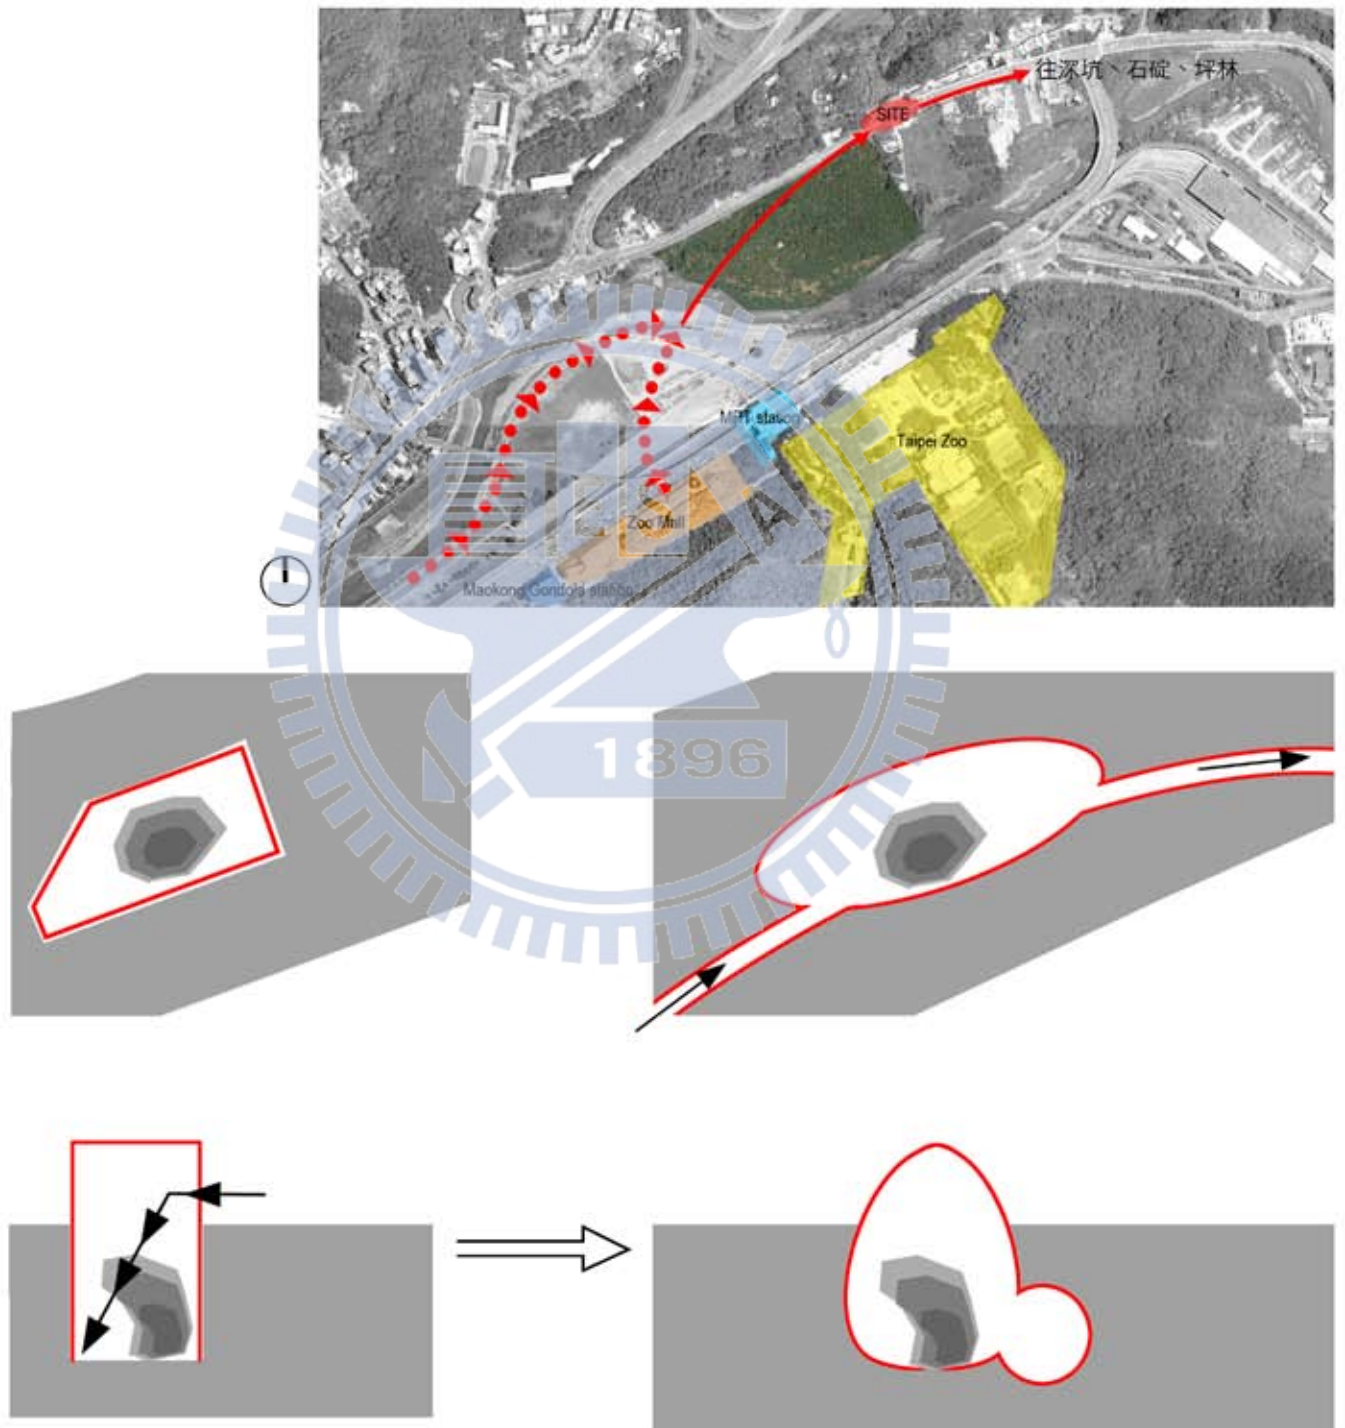 往深坑、石碇、坪林
SITE
MRT station
Taipei Zoo
Zoo Mall
Maokong Gondola station
1896